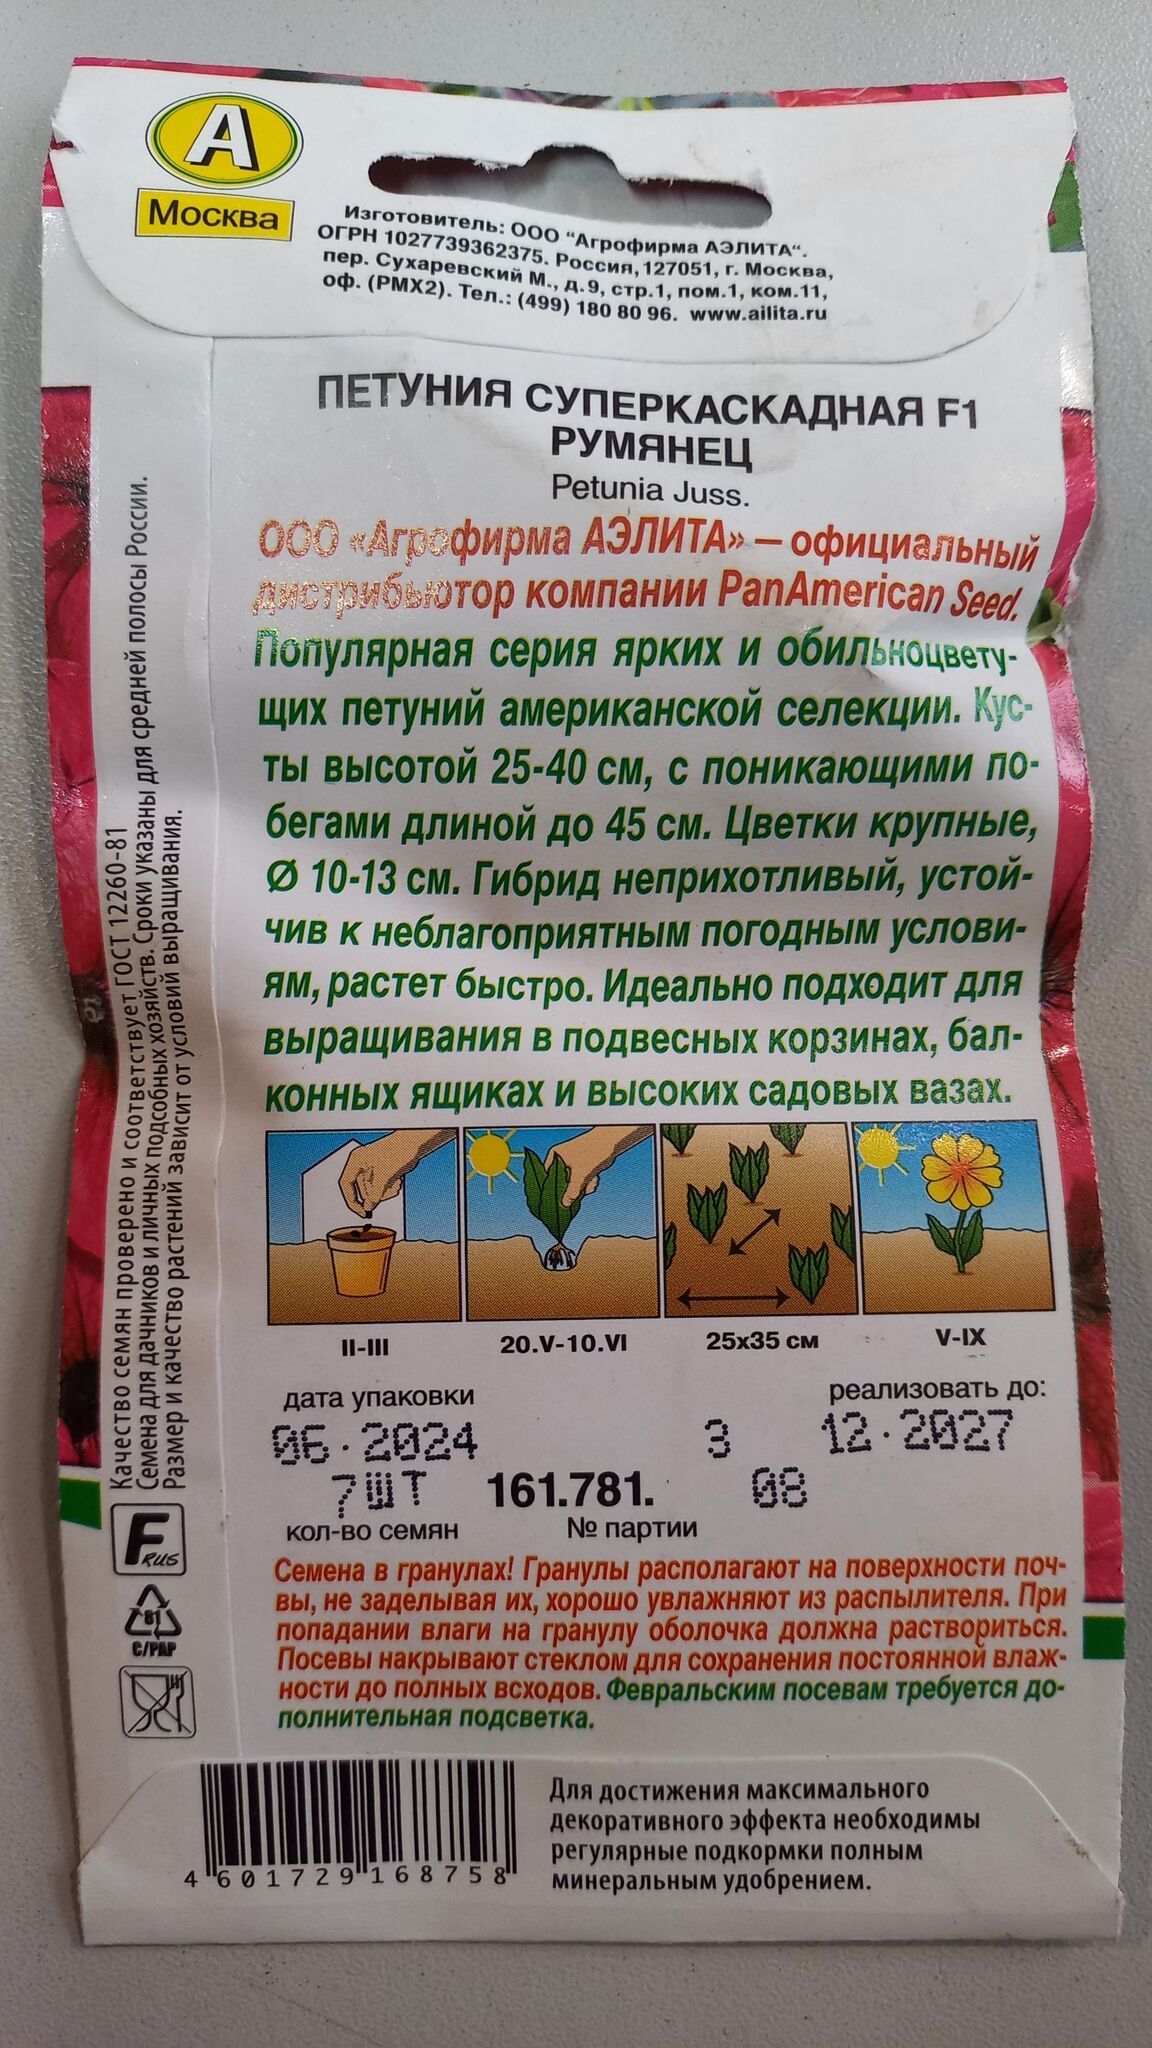 А
Москва
Изготовитель: ООО "Агрофирма АЭЛИТА".
ОГРН 1027739362375. Россия, 127051, г. Москва,
пер. Сухаревский М., д.9, стр.1, пом.1, ком.11,
оф. (РМХ2). Тел.: (499) 180 80 96. www.ailita.ru
ПЕТУНИЯ СУПЕРКАСКАДНАЯ F1
РУМЯНЕЦ
Petunia Juss.
ООО «Агрофирма АЭЛИТА» — официальный
дистрибьютор компании PanAmerican Seed.
Популярная серия ярких и обильноцвету-
щих петуний американской селекции. Кус-
ты высотой 25-40 см, с поникающими по-
бегами длиной до 45 см. Цветки крупные,
Ø 10-13 см. Гибрид неприхотливый, устой-
чив к неблагоприятным погодным услови-
ям, растет быстро. Идеально подходит для
выращивания в подвесных корзинах, бал-
конных ящиках и высоких садовых вазах.
II-III 20.V-10.VI 25х35 см V-IX
дата упаковки реализовать до:
06.2024 3 12.2027
7ШТ 161.781. 08
кол-во семян № партии
Семена в гранулах! Гранулы располагают на поверхности поч-
вы, не заделывая их, хорошо увлажняют из распылителя. При
попадании влаги на гранулу оболочка должна раствориться.
Посевы накрывают стеклом для сохранения постоянной влаж-
ности до полных всходов. Февральским посевам требуется до-
полнительная подсветка.
Качество семян проверено и соответствует ГОСТ 12260-81
Семена для дачников и личных подсобных хозяйств. Сроки указаны для средней полосы России.
Размер и качество растений зависит от условий выращивания.
F RUS
81
C/PAP
4 601729 168758
Для достижения максимального
декоративного эффекта необходимы
регулярные подкормки полным
минеральным удобрением.